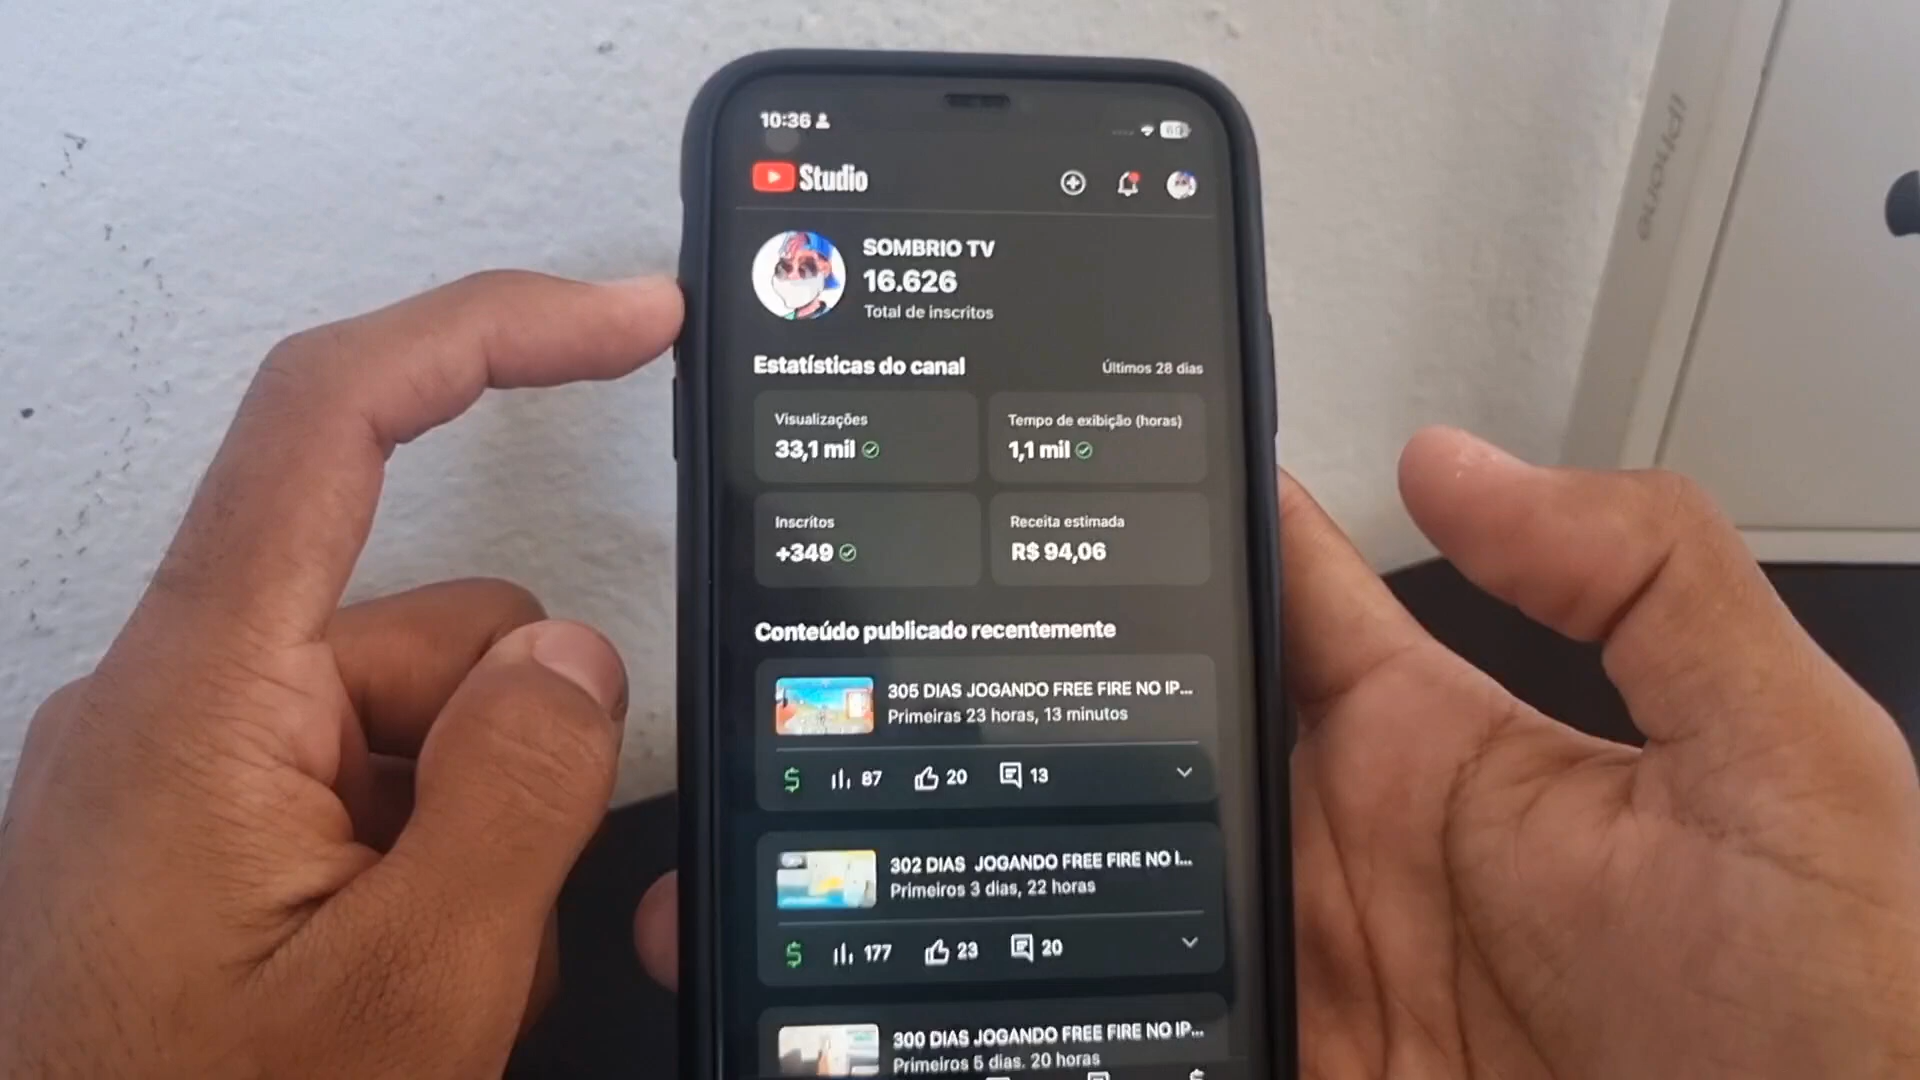 10:36
Studio
SOMBRIO TV
16.626
Total de inscritos
Estatísticas do canal
Últimos 28 dias
Visualizações
33,1 mil
Tempo de exibição (horas)
1,1 mil
Inscritos
+349
Receita estimada
R$ 94,06
Conteúdo publicado recentemente
305 DIAS JOGANDO FREE FIRE NO IP...
Primeiras 23 horas, 13 minutos
$ 87 20 13
302 DIAS JOGANDO FREE FIRE NO I...
Primeiros 3 dias, 22 horas
$ 177 23 20
300 DIAS JOGANDO FREE FIRE NO IP...
Primeiros 5 dias, 20 horas
iPhone